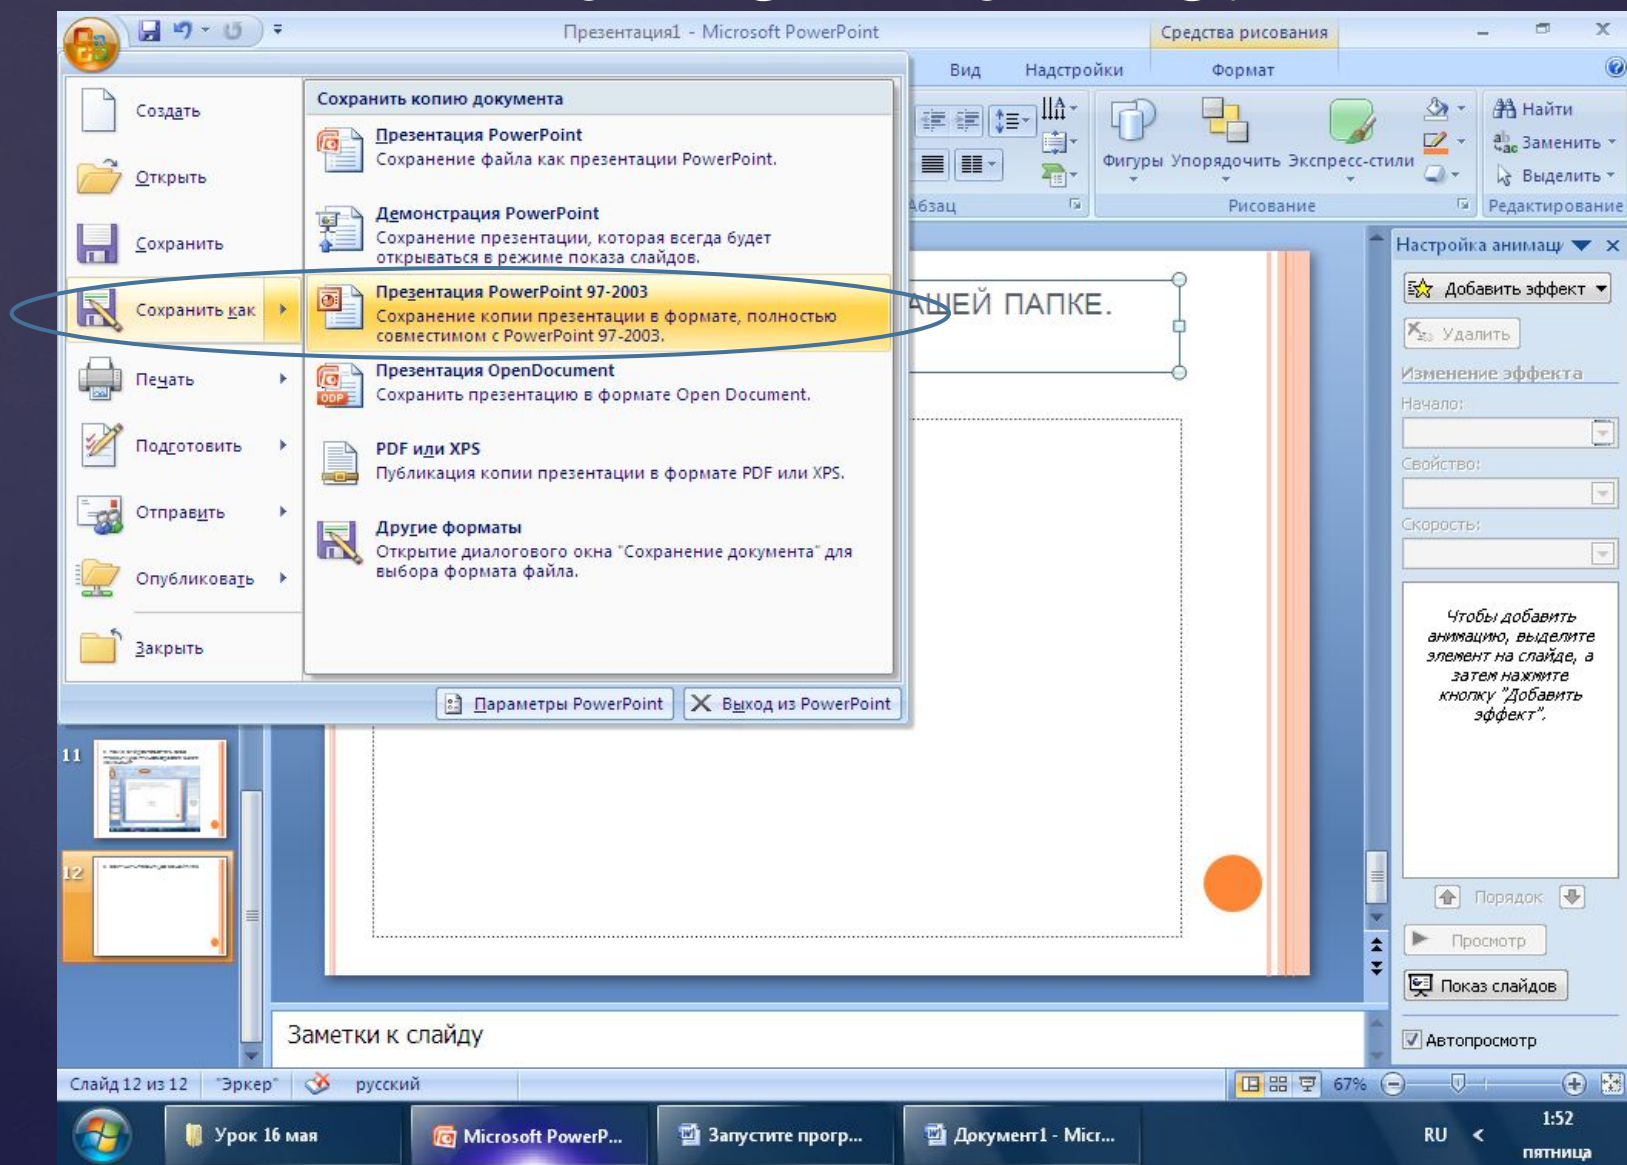 Презентация1 - Microsoft PowerPoint
Средства рисования
Вид
Надстройки
Формат
Создать
Открыть
Сохранить
Сохранить как
Печать
Подготовить
Отправить
Опубликовать
Закрыть
Сохранить копию документа
Презентация PowerPoint
Сохранение файла как презентации PowerPoint.
Демонстрация PowerPoint
Сохранение презентации, которая всегда будет
открываться в режиме показа слайдов.
Презентация PowerPoint 97-2003
Сохранение копии презентации в формате, полностью
совместимом с PowerPoint 97-2003.
Презентация OpenDocument
Сохранить презентацию в формате Open Document.
PDF или XPS
Публикация копии презентации в формате PDF или XPS.
Другие форматы
Открытие диалогового окна "Сохранение документа" для
выбора формата файла.
Параметры PowerPoint
Выход из PowerPoint
Фигуры
Упорядочить
Экспресс-стили
Найти
Заменить
Выделить
Абзац
Рисование
Редактирование
АШЕЙ ПАПКЕ.
Настройка анимаци
Добавить эффект
Удалить
Изменение эффекта
Начало:
Свойство:
Скорость:
Чтобы добавить
анимацию, выделите
элемент на слайде, а
затем нажмите
кнопку "Добавить
эффект".
Порядок
Просмотр
Показ слайдов
Автопросмотр
11
12
Заметки к слайду
Слайд 12 из 12
"Эркер"
русский
67%
Урок 16 мая
Microsoft PowerP...
Запустите прогр...
Документ1 - Micr...
RU
1:52
пятница